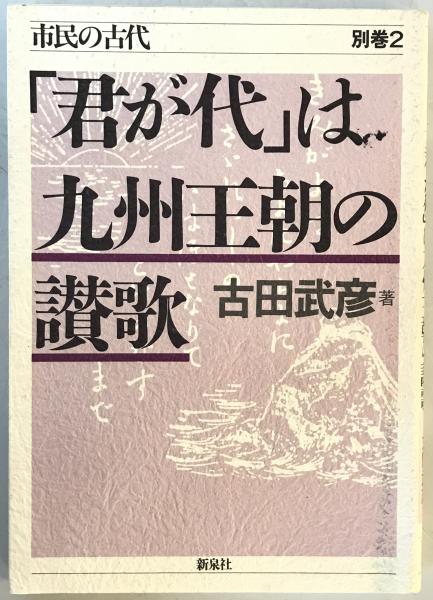 市民の古代 別巻2
「君が代」は
九州王朝の
讃歌
古田武彦 著
新泉社